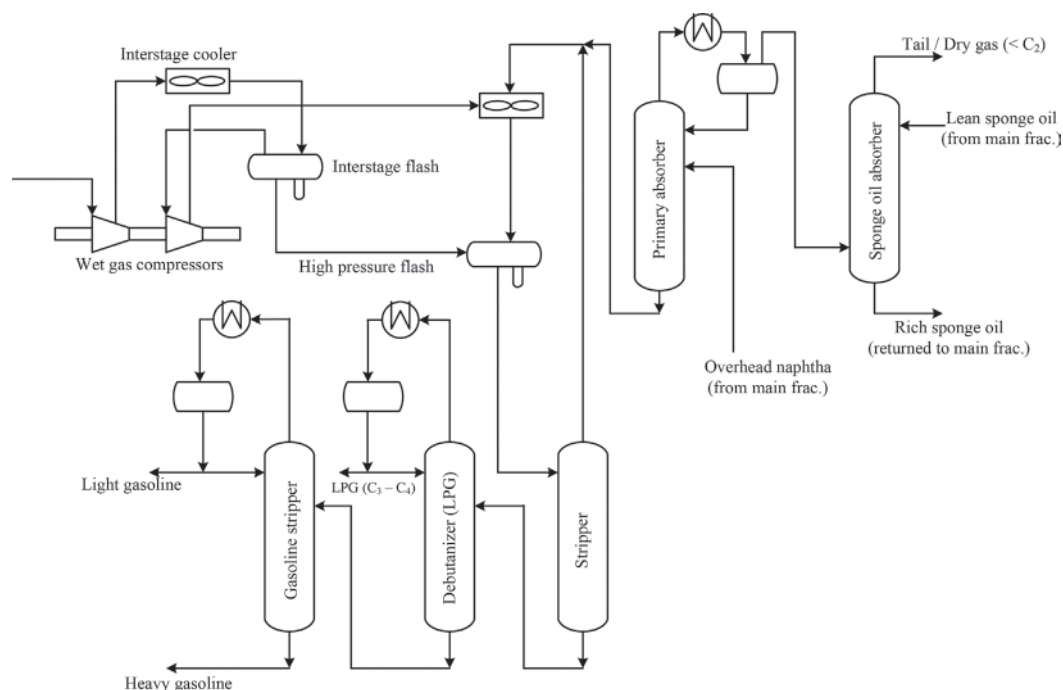 Interstage cooler
Interstage flash
Wet gas compressors
High pressure flash
Primary absorber
Sponge oil absorber
Tail / Dry gas (< C₂)
Lean sponge oil
(from main frac.)
Rich sponge oil
(returned to main frac.)
Overhead naphtha
(from main frac.)
Light gasoline
Gasoline stripper
LPG (C₃ – C₄)
Debutanizer (LPG)
Stripper
Heavy gasoline